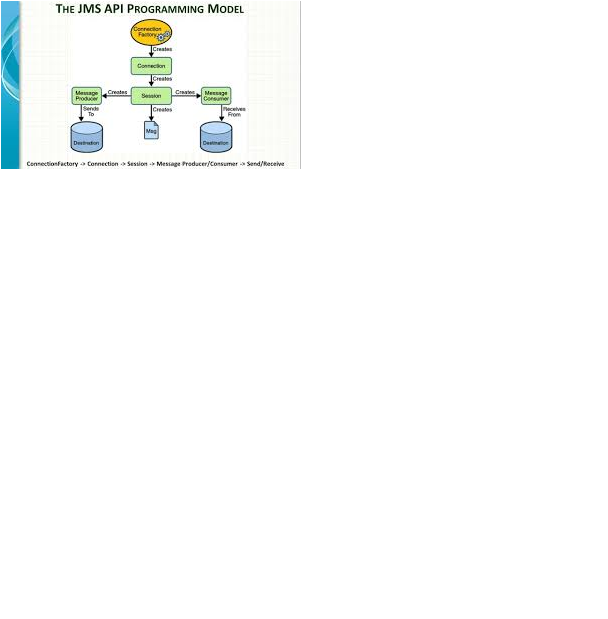 THE JMS API PROGRAMMING MODEL
Connection
Factory
Creates
Connection
Creates
Message
Producer
Creates
Session
Creates
Message
Consumer
Sends
To
Creates
Receives
From
Msg
Destination
Destination
ConnectionFactory -> Connection -> Session -> Message Producer/Consumer -> Send/Receive